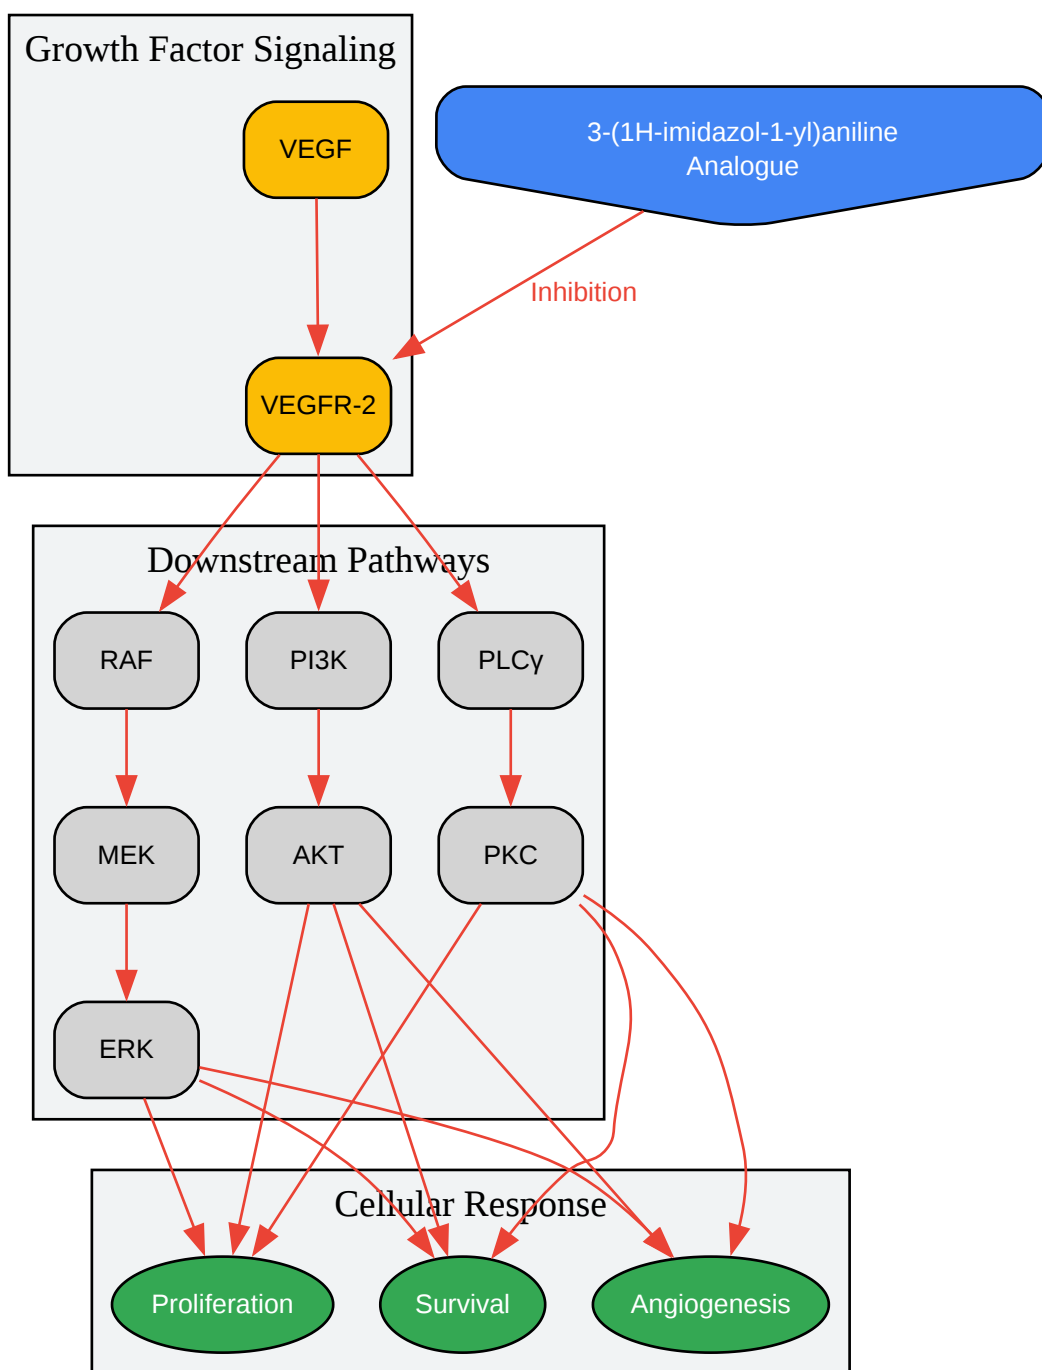 Growth Factor Signaling
VEGF
3-(1H-imidazol-1-yl)aniline
Analogue
Inhibition
VEGFR-2
Downstream Pathways
RAF
PI3K
PLCγ
MEK
AKT
PKC
ERK
Cellular Response
Proliferation
Survival
Angiogenesis